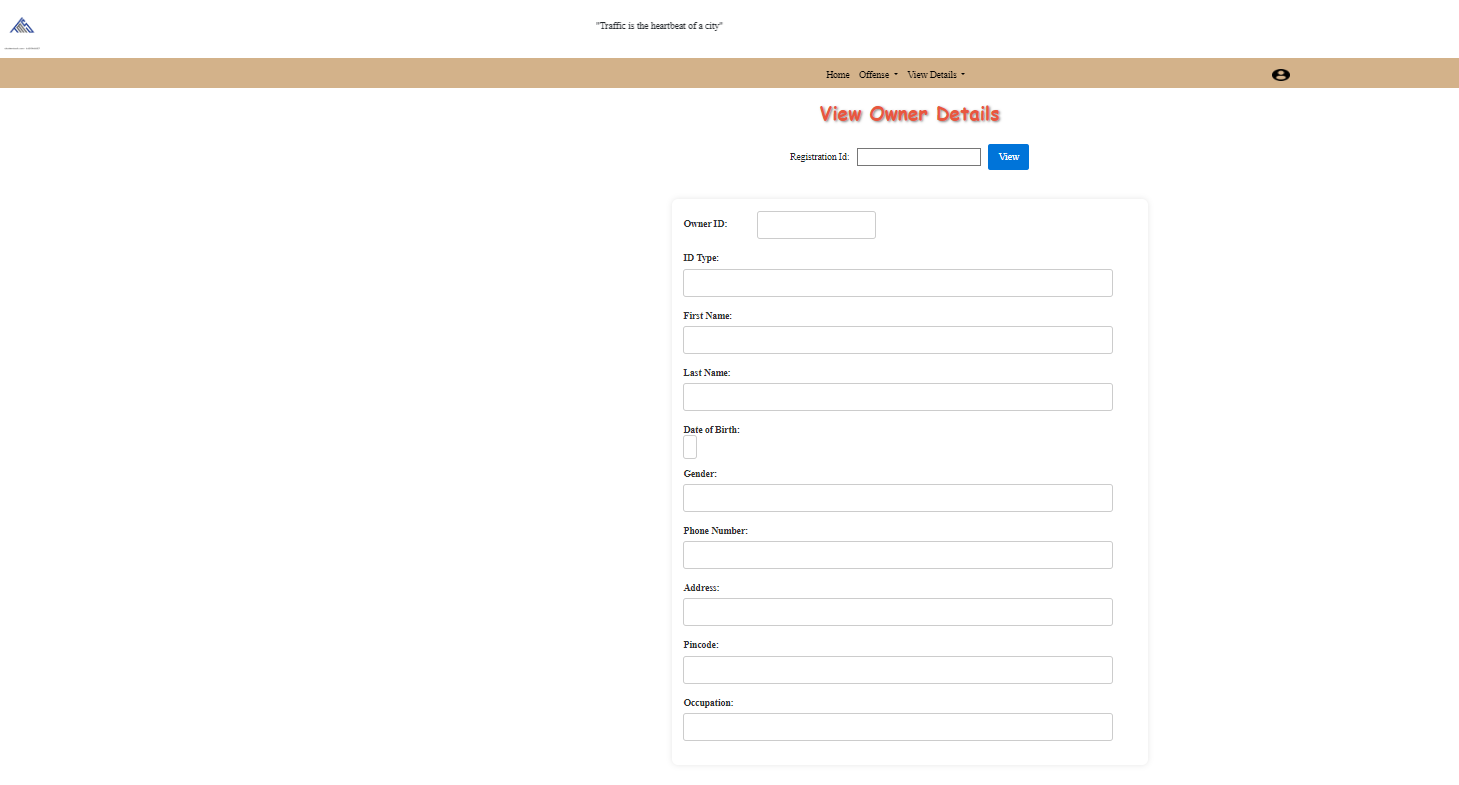 "Traffic is the heartbeat of a city"
Home Offense View Details
View Owner Details
Registration Id: View
Owner ID:
ID Type:
First Name:
Last Name:
Date of Birth:
Gender:
Phone Number:
Address:
Pincode:
Occupation: